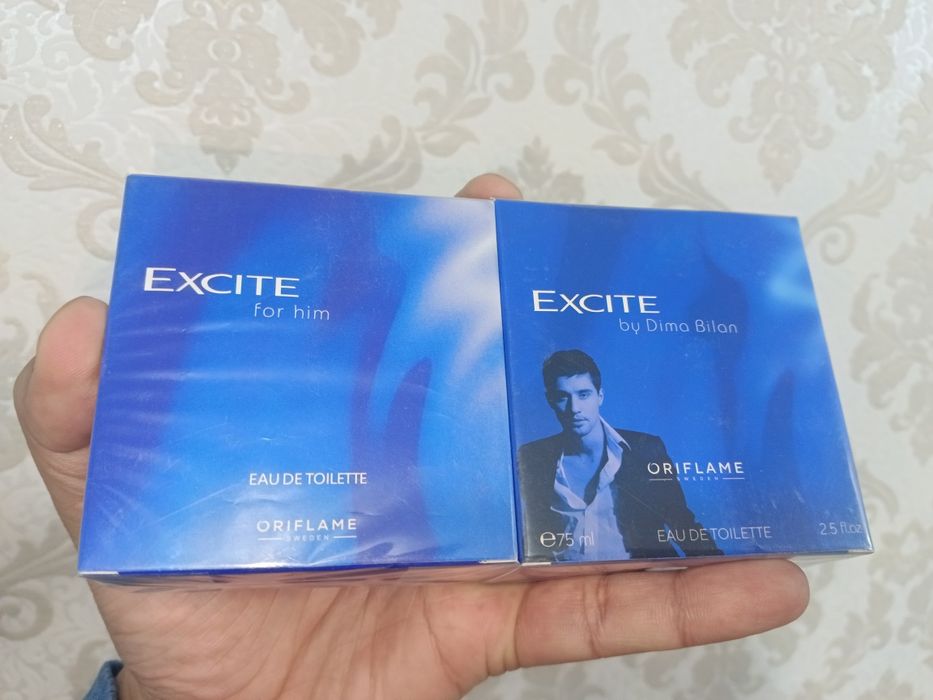 EXCITE
for him
EAU DE TOILETTE
ORIFLAME
SWEDEN
EXCITE
by Dima Bilan
ORIFLAME
SWEDEN
e75 ml
EAU DE TOILETTE
2.5 fl.oz